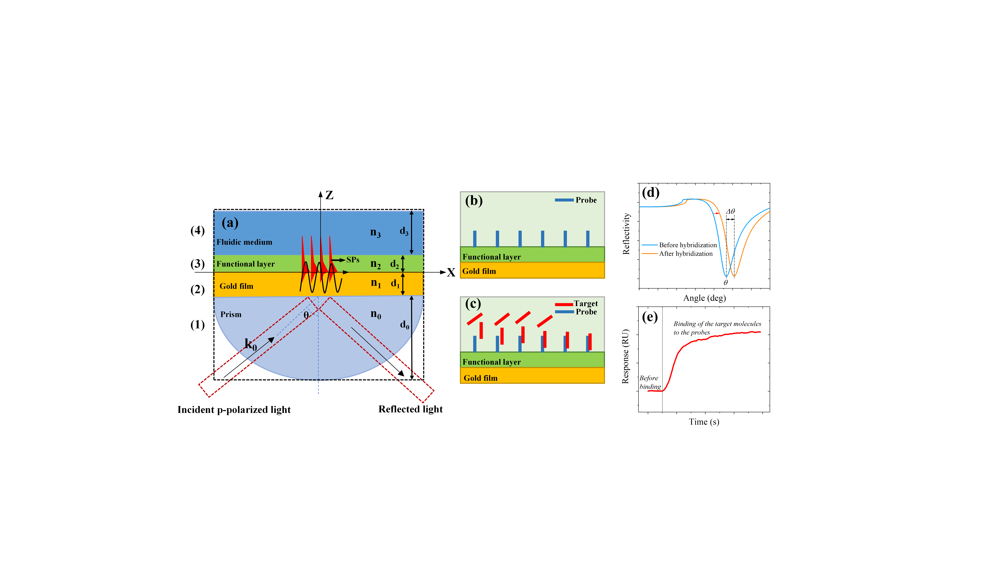 Z
(a)
(4)
n3
d3
Fluidic medium
SPs
(3)
Functional layer
n2
d2
X
(2)
Gold film
n1
d1
Prism
θ
n0
(1)
d0
k0
Incident p-polarized light
Reflected light
(b)
Probe
Functional layer
Gold film
(c)
Target
Probe
Functional layer
Gold film
(d)
Δθ
Reflectivity
Before hybridization
After hybridization
θ
Angle (deg)
(e)
Binding of the target molecules
to the probes
Response (RU)
Before
binding
Time (s)